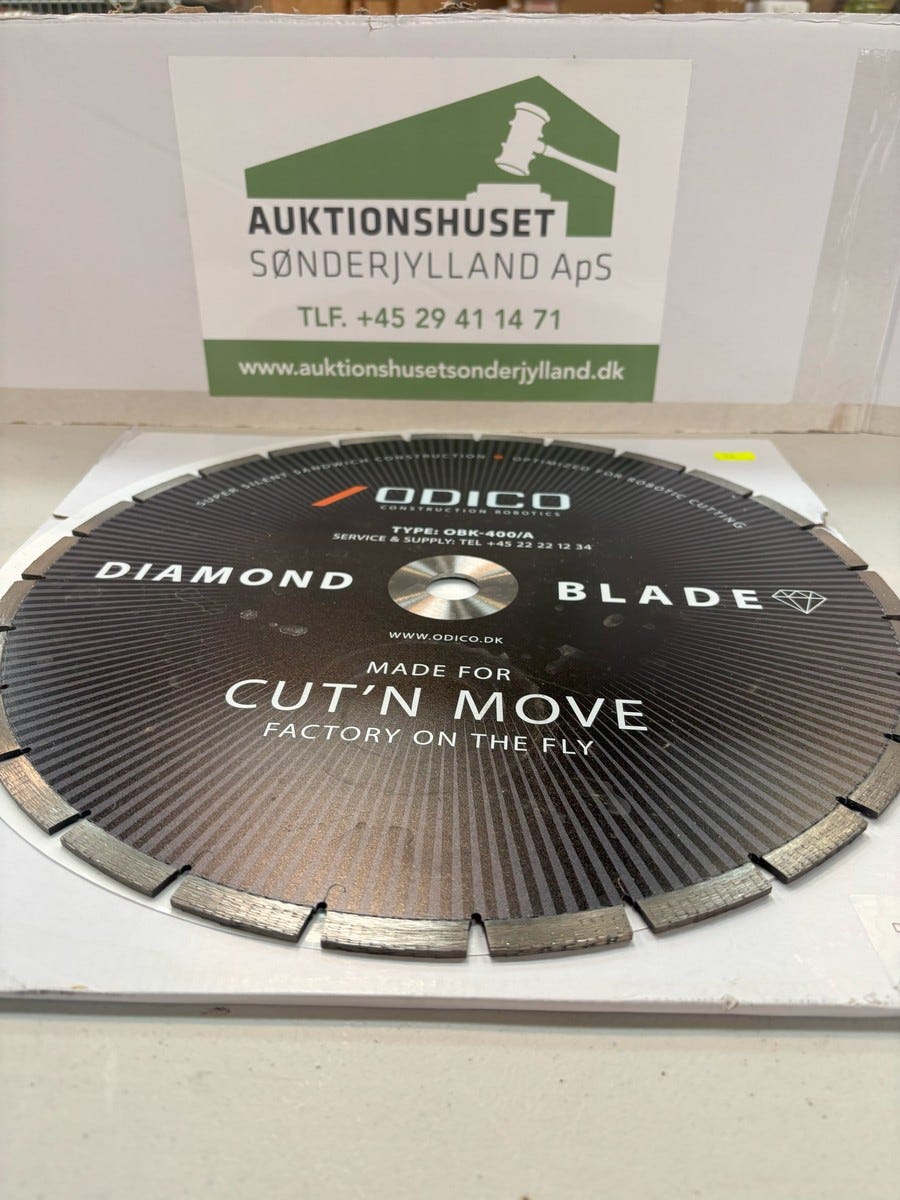 AUKTIONSHUSET
SØNDERJYLLAND ApS
TLF. +45 29 41 14 71
www.auktionshusetsonderjylland.dk
SUPER SILENT SANDWICH CONSTRUCTION • OPTIMIZED FOR ROBOTIC CUTTING
ODICO
CONSTRUCTION ROBOTICS
TYPE: OBK-400/A
SERVICE & SUPPLY: TEL +45 22 22 12 34
DIAMOND BLADE
WWW.ODICO.DK
MADE FOR
CUT'N MOVE
FACTORY ON THE FLY